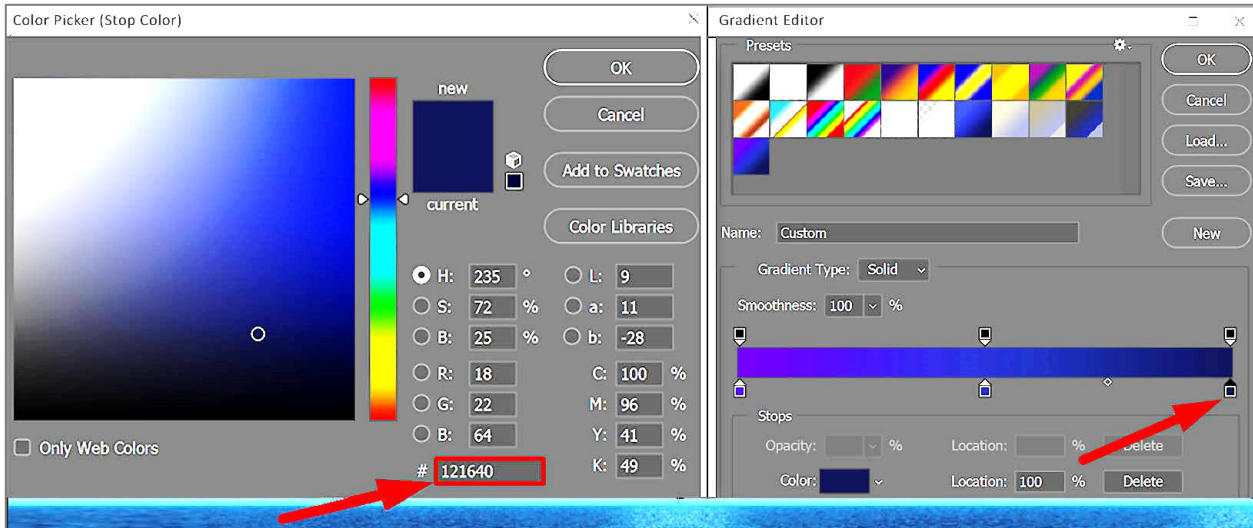 Color Picker (Stop Color)
OK
new
Cancel
Add to Swatches
current
Color Libraries
H: 235 °
L: 9
S: 72 %
a: 11
B: 25 %
b: -28
R: 18
C: 100 %
G: 22
M: 96 %
B: 64
Y: 41 %
Only Web Colors
# 121640
K: 49 %
Gradient Editor
Presets
OK
Cancel
Load...
Save...
Name: Custom
New
Gradient Type: Solid
Smoothness: 100 %
Stops
Opacity: %
Location: %
Delete
Color:
Location: 100 %
Delete